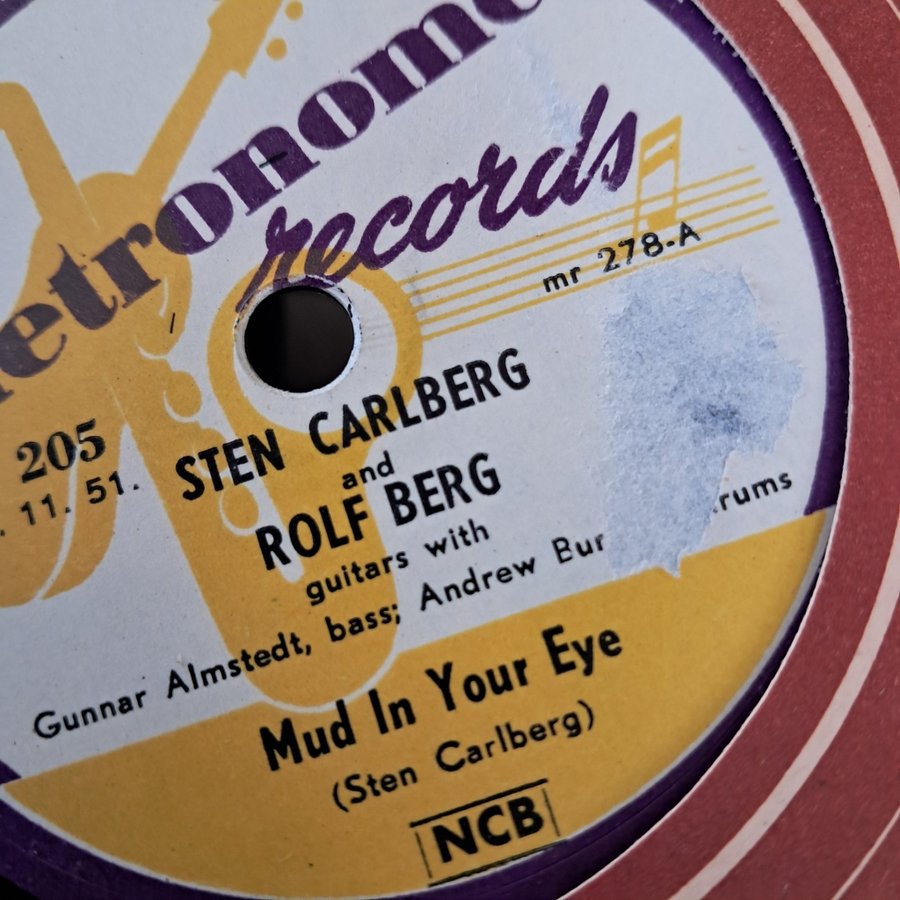 etronome
records
mr 278-A
205
. 11. 51.
STEN CARLBERG
and
ROLF BERG
guitars with
Gunnar Almstedt, bass; Andrew Bur rums
Mud In Your Eye
(Sten Carlberg)
NCB